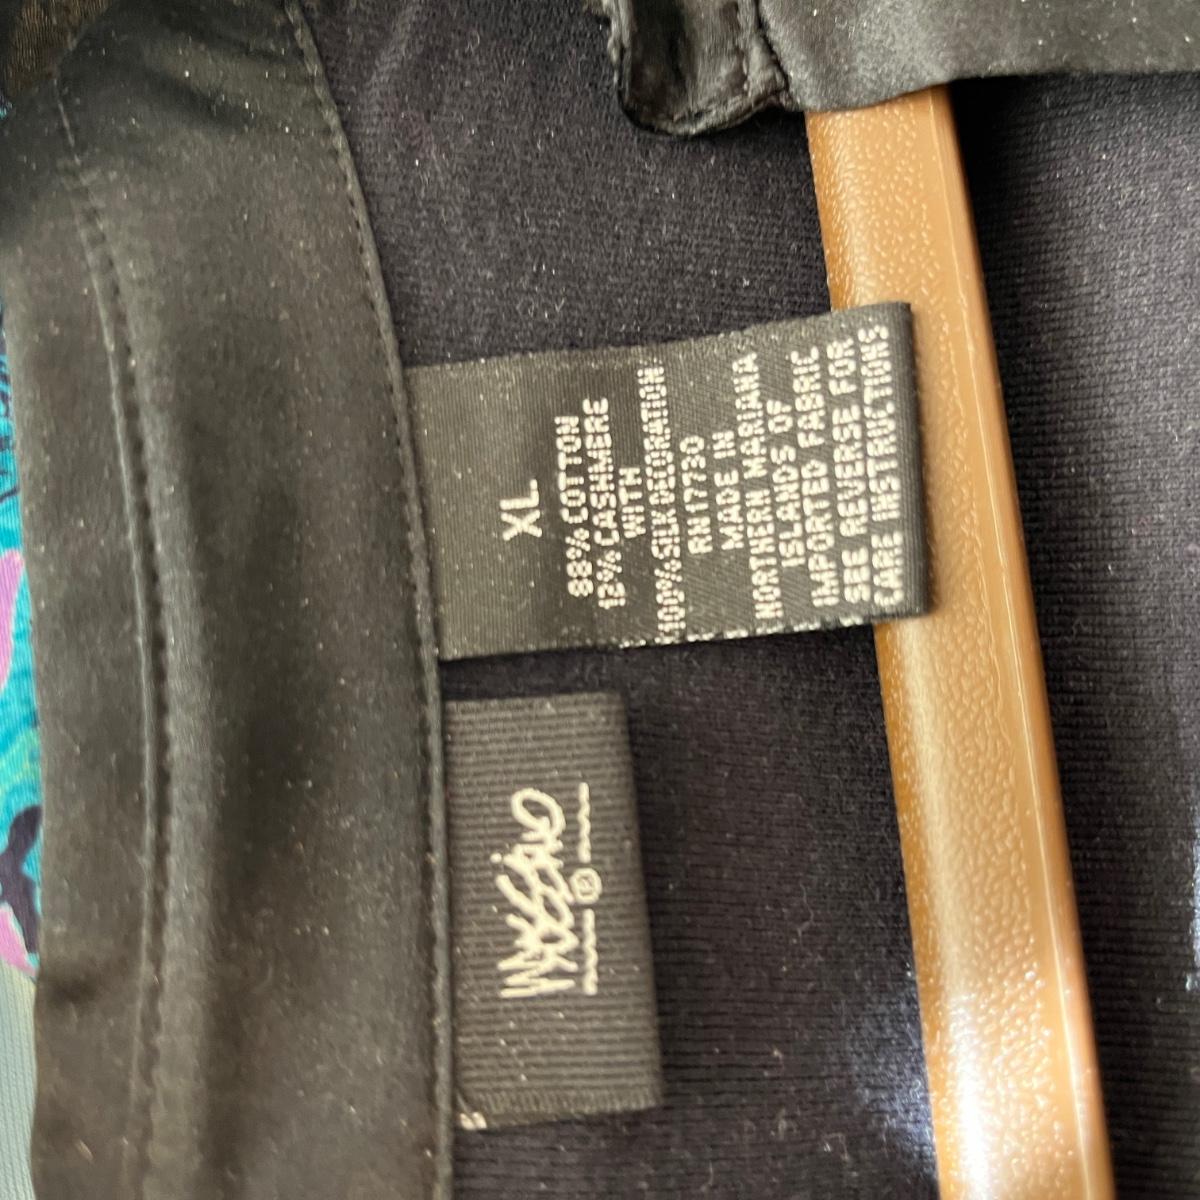 XL
88% COTTON
12% CASHMERE
WITH
100% SILK DECORATION
RN17730
MADE IN
NORTHERN MARIANA
ISLANDS OF
IMPORTED FABRIC
SEE REVERSE FOR
CARE INSTRUCTIONS
Mossimo